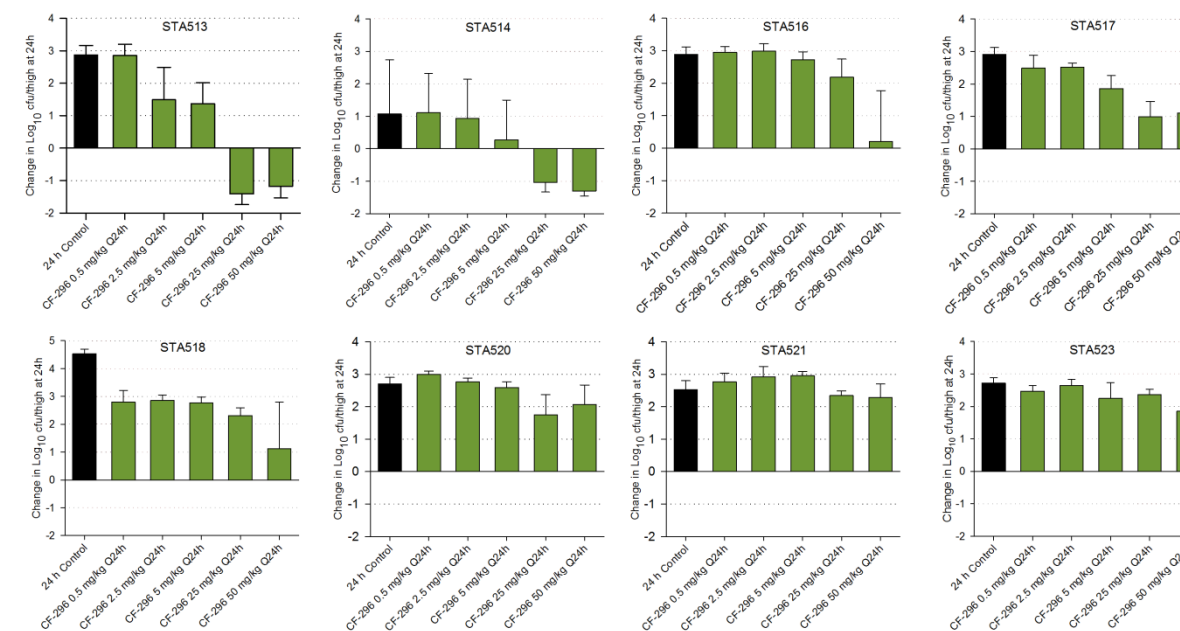 STA513
Change in Log10 cfu/thigh at 24h
4
3
2
1
0
-1
-2
24 h Control
CF-296 0.5 mg/kg Q24h
CF-296 2.5 mg/kg Q24h
CF-296 5 mg/kg Q24h
CF-296 25 mg/kg Q24h
CF-296 50 mg/kg Q24h
STA514
Change in Log10 cfu/thigh at 24h
4
3
2
1
0
-1
-2
24 h Control
CF-296 0.5 mg/kg Q24h
CF-296 2.5 mg/kg Q24h
CF-296 5 mg/kg Q24h
CF-296 25 mg/kg Q24h
CF-296 50 mg/kg Q24h
STA516
Change in Log10 cfu/thigh at 24h
4
3
2
1
0
-1
-2
24 h Control
CF-296 0.5 mg/kg Q24h
CF-296 2.5 mg/kg Q24h
CF-296 5 mg/kg Q24h
CF-296 25 mg/kg Q24h
CF-296 50 mg/kg Q24h
STA517
Change in Log10 cfu/thigh at 24h
4
3
2
1
0
-1
-2
24 h Control
CF-296 0.5 mg/kg Q24h
CF-296 2.5 mg/kg Q24h
CF-296 5 mg/kg Q24h
CF-296 25 mg/kg Q24h
CF-296 50 mg/kg
STA518
Change in Log10 cfu/thigh at 24h
5
4
3
2
1
0
-1
-2
24 h Control
CF-296 0.5 mg/kg Q24h
CF-296 2.5 mg/kg Q24h
CF-296 5 mg/kg Q24h
CF-296 25 mg/kg Q24h
CF-296 50 mg/kg Q24h
STA520
Change in Log10 cfu/thigh at 24h
4
3
2
1
0
-1
-2
24 h Control
CF-296 0.5 mg/kg Q24h
CF-296 2.5 mg/kg Q24h
CF-296 5 mg/kg Q24h
CF-296 25 mg/kg Q24h
CF-296 50 mg/kg Q24h
STA521
Change in Log10 cfu/thigh at 24h
4
3
2
1
0
-1
-2
24 h Control
CF-296 0.5 mg/kg Q24h
CF-296 2.5 mg/kg Q24h
CF-296 5 mg/kg Q24h
CF-296 25 mg/kg Q24h
CF-296 50 mg/kg Q24h
STA523
Change in Log10 cfu/thigh at 24h
4
3
2
1
0
-1
-2
24 h Control
CF-296 0.5 mg/kg Q24h
CF-296 2.5 mg/kg Q24h
CF-296 5 mg/kg Q24h
CF-296 25 mg/kg Q24h
CF-296 50 mg/kg